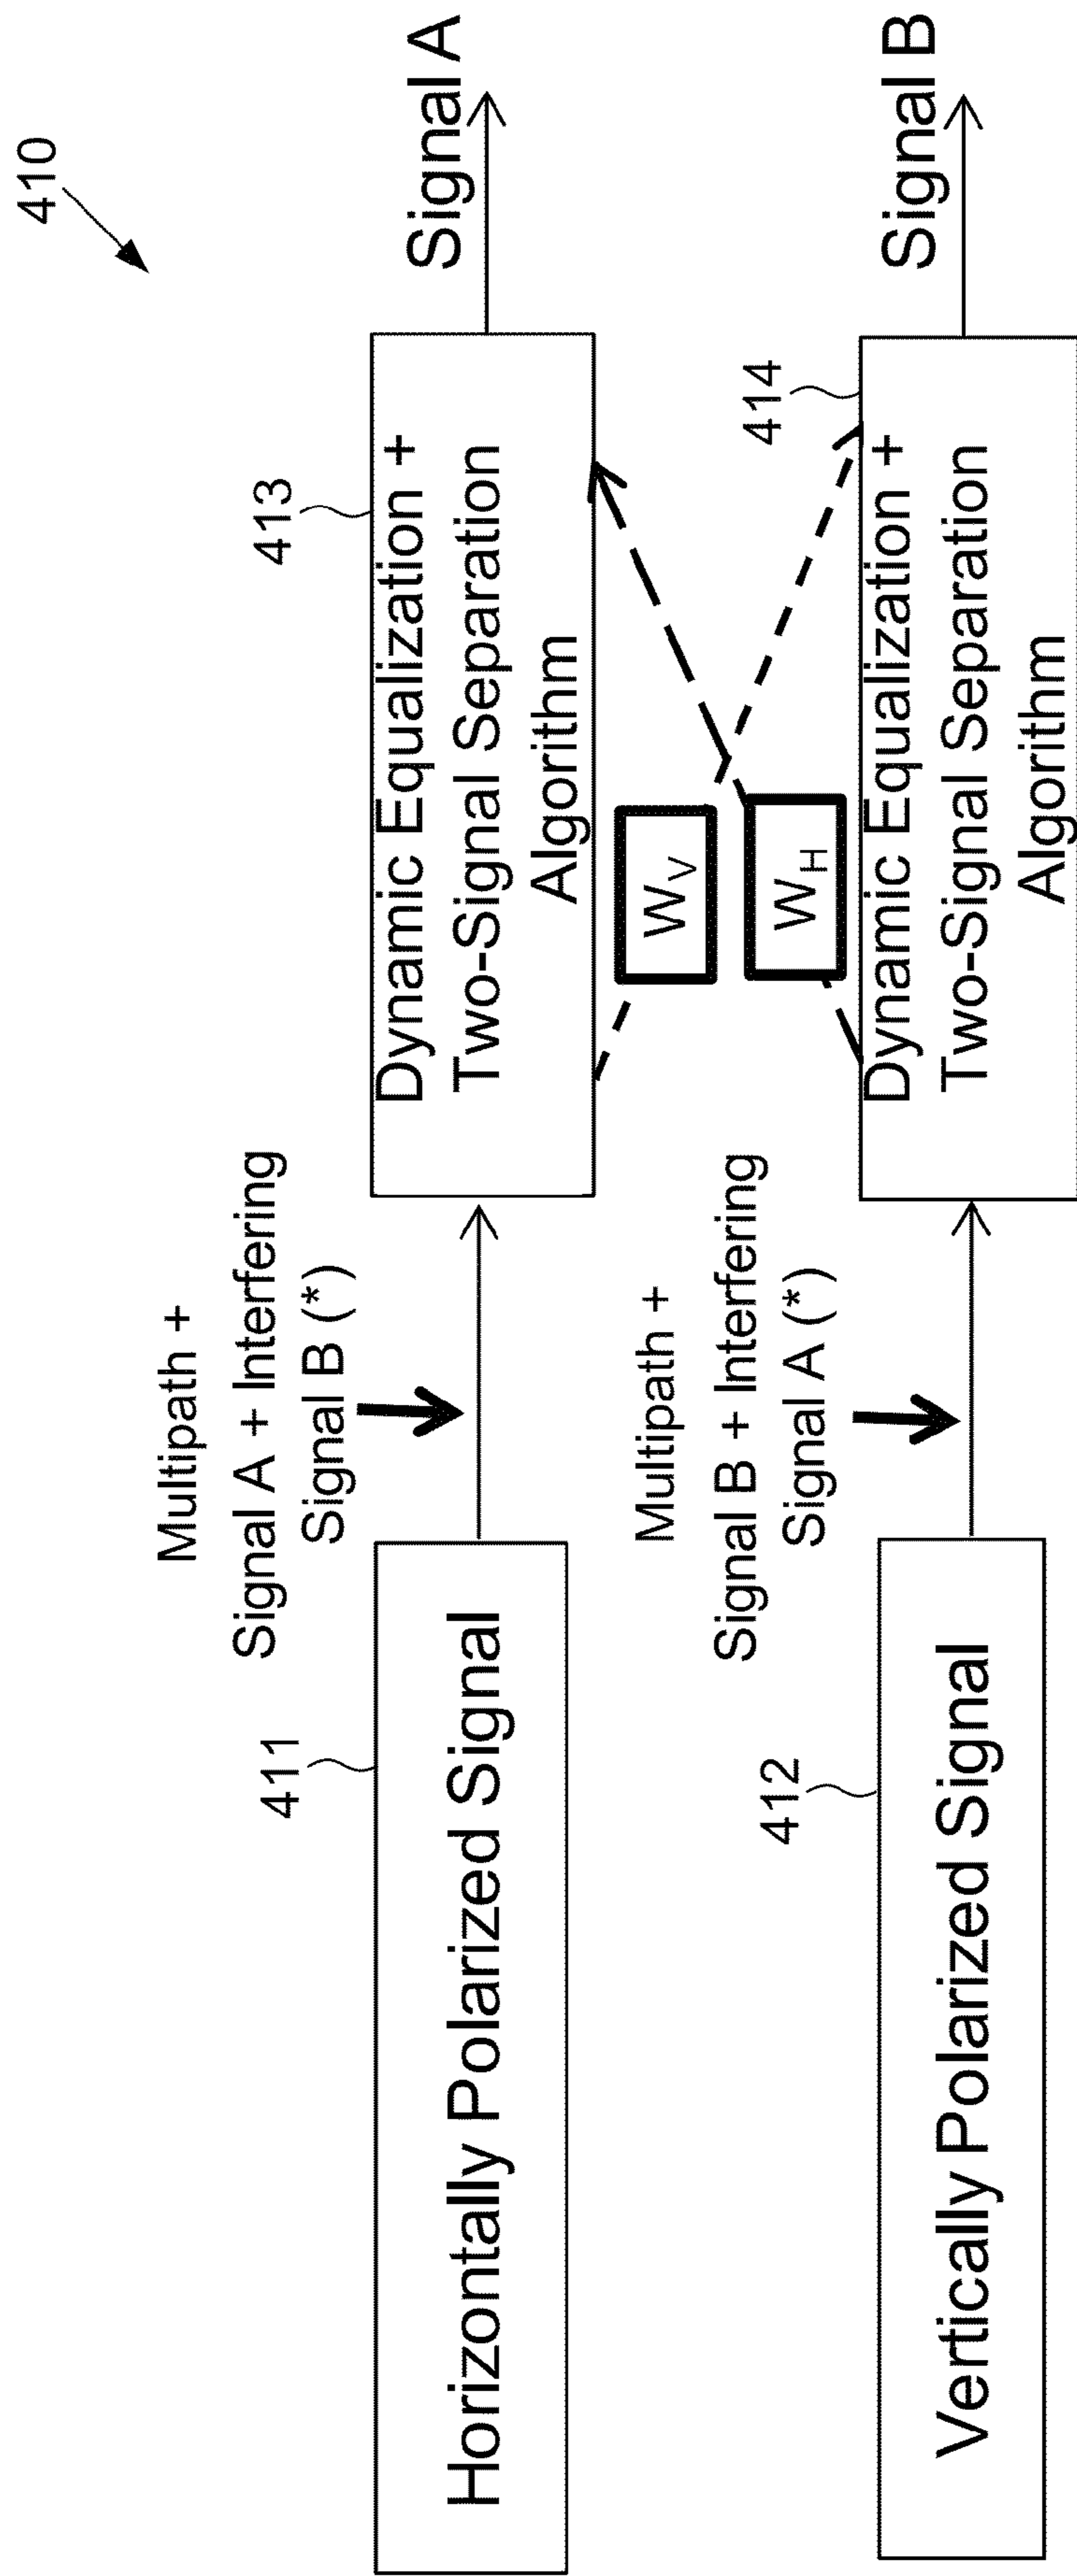 410
411
Horizontally Polarized Signal
Multipath +
Signal A + Interfering
Signal B (*)
413
Dynamic Equalization +
Two-Signal Separation
Algorithm
Signal A
W_V
W_H
412
Vertically Polarized Signal
Multipath +
Signal B + Interfering
Signal A (*)
414
Dynamic Equalization +
Two-Signal Separation
Algorithm
Signal B